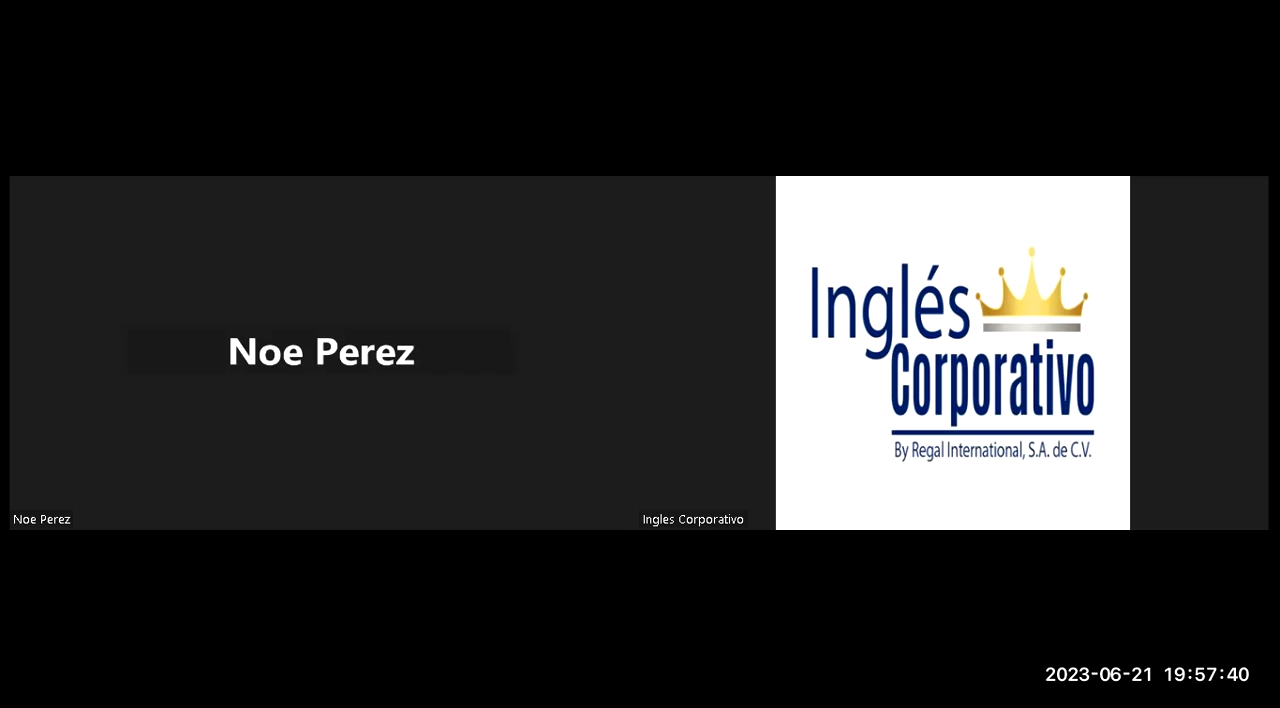 Noe Perez
Noe Perez
Inglés
Corporativo
By Regal International, S.A. de C.V.
Ingles Corporativo
2023-06-21 19:57:40